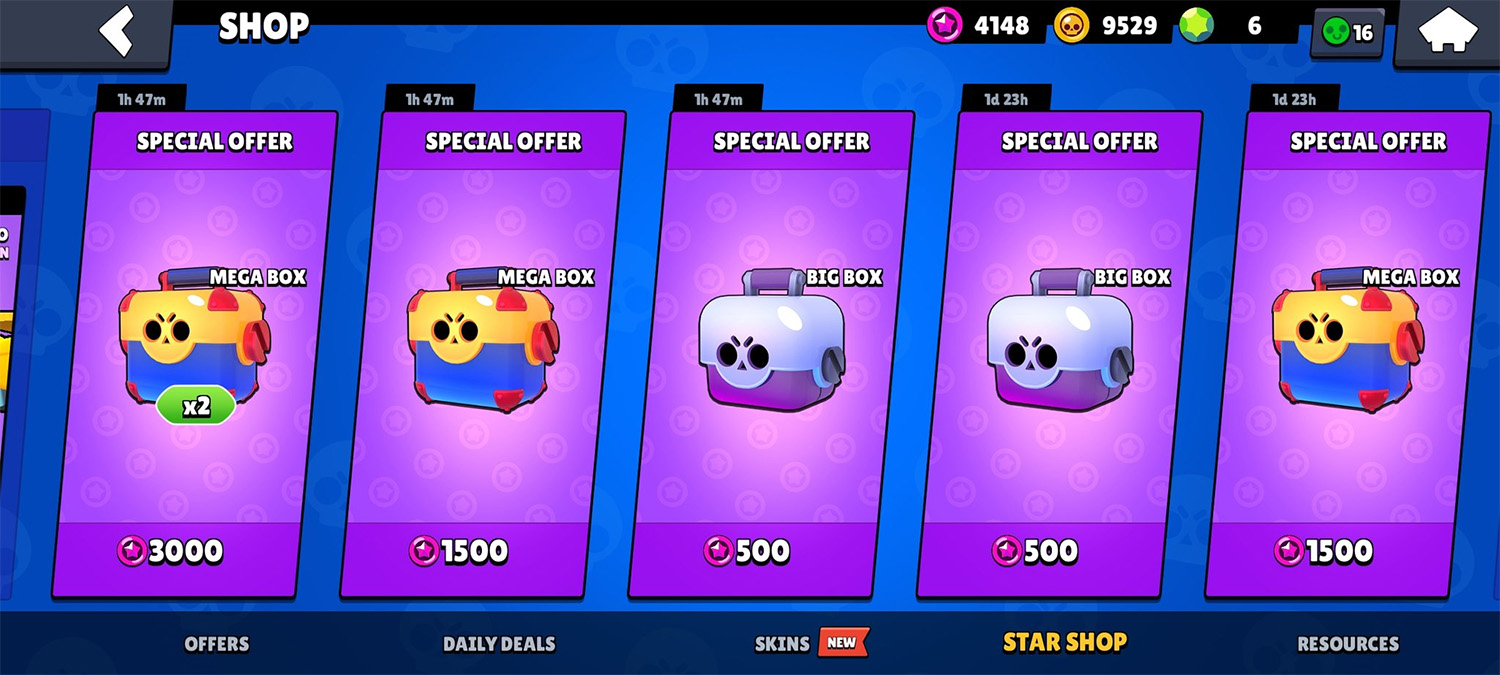 SHOP
4148
9529
6
16
1h 47m
SPECIAL OFFER
MEGA BOX
x2
3000
1h 47m
SPECIAL OFFER
MEGA BOX
1500
1h 47m
SPECIAL OFFER
BIG BOX
500
1d 23h
SPECIAL OFFER
BIG BOX
500
1d 23h
SPECIAL OFFER
MEGA BOX
1500
OFFERS
DAILY DEALS
SKINS NEW
STAR SHOP
RESOURCES